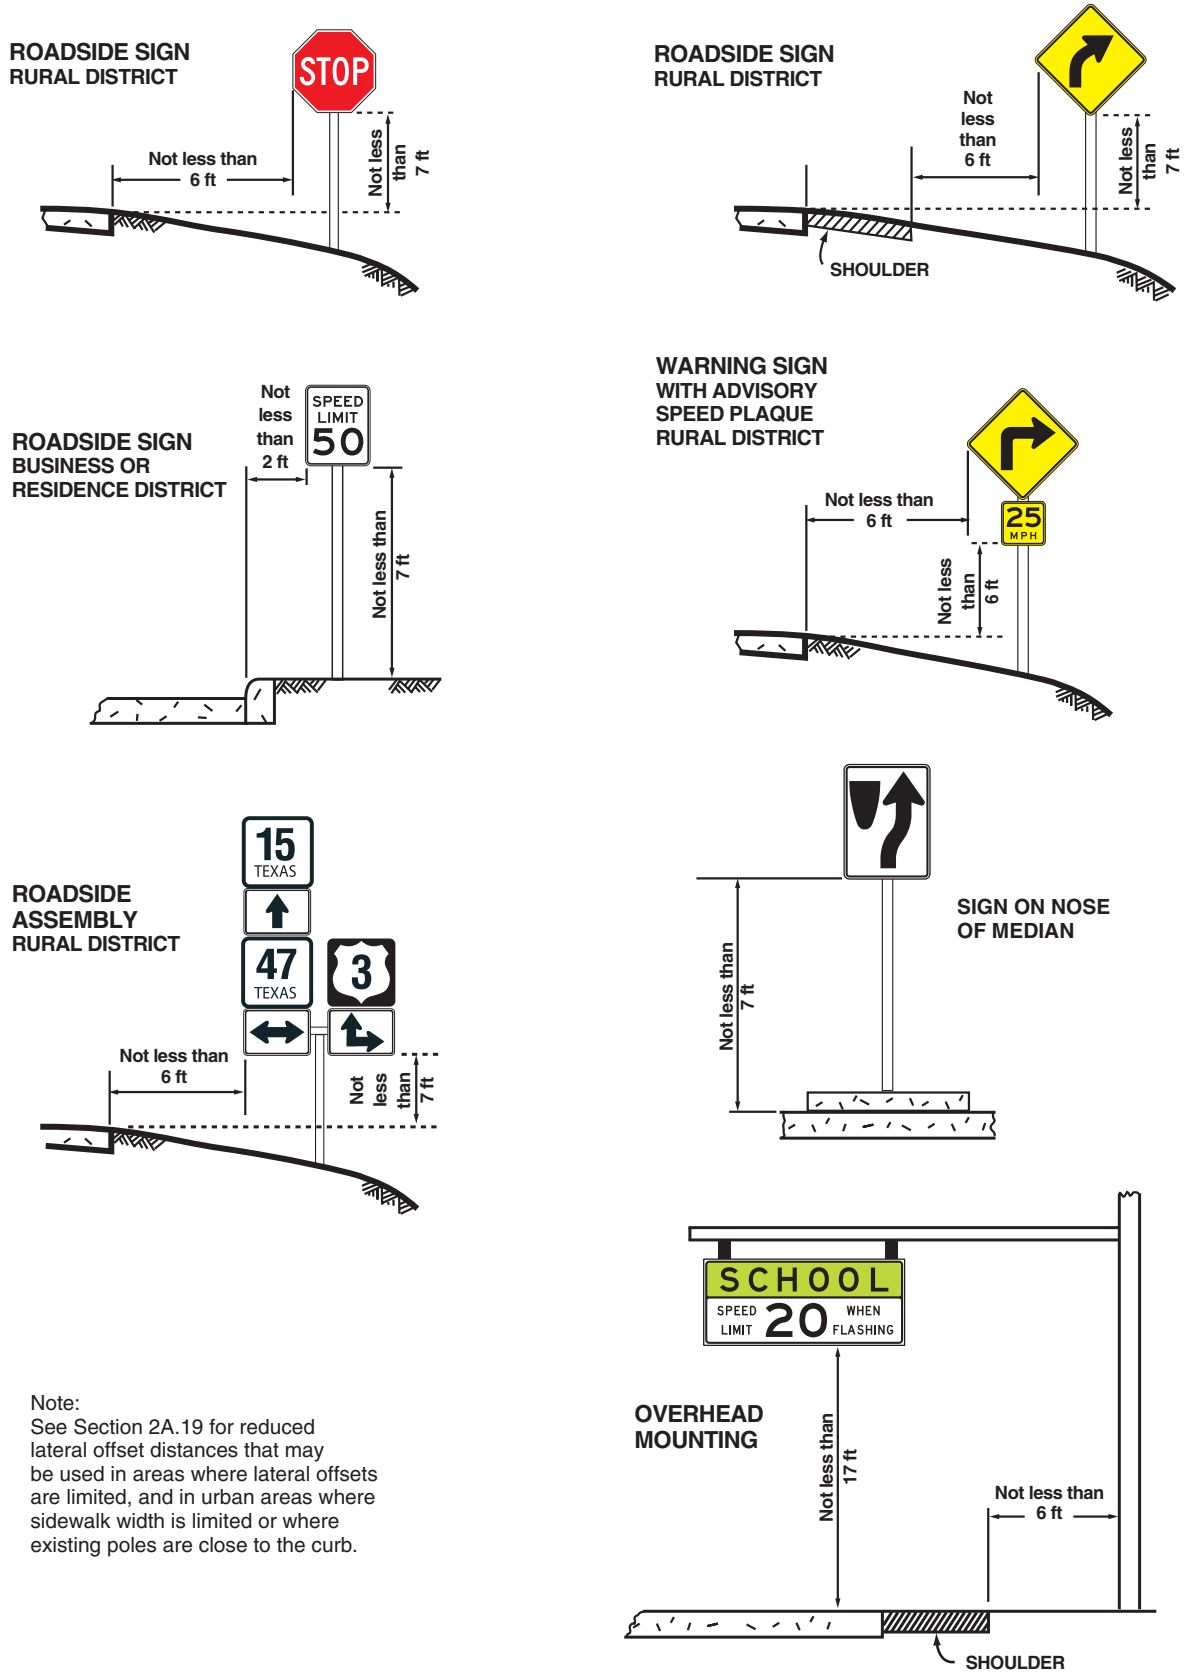 ROADSIDE SIGN
RURAL DISTRICT
STOP
Not less than
6 ft
Not less
than
7 ft
ROADSIDE SIGN
RURAL DISTRICT
Not
less
than
6 ft
Not less
than
7 ft
SHOULDER
ROADSIDE SIGN
BUSINESS OR
RESIDENCE DISTRICT
Not
less
than
2 ft
SPEED
LIMIT
50
Not less than
7 ft
WARNING SIGN
WITH ADVISORY
SPEED PLAQUE
RURAL DISTRICT
Not less than
6 ft
25
MPH
Not less
than
6 ft
ROADSIDE
ASSEMBLY
RURAL DISTRICT
15
TEXAS
47
TEXAS
3
Not less than
6 ft
Not
less
than
7 ft
SIGN ON NOSE
OF MEDIAN
Not less than
7 ft
SCHOOL
SPEED
LIMIT
20
WHEN
FLASHING
OVERHEAD
MOUNTING
Not less than
17 ft
Not less than
6 ft
SHOULDER
Note:
See Section 2A.19 for reduced
lateral offset distances that may
be used in areas where lateral offsets
are limited, and in urban areas where
sidewalk width is limited or where
existing poles are close to the curb.